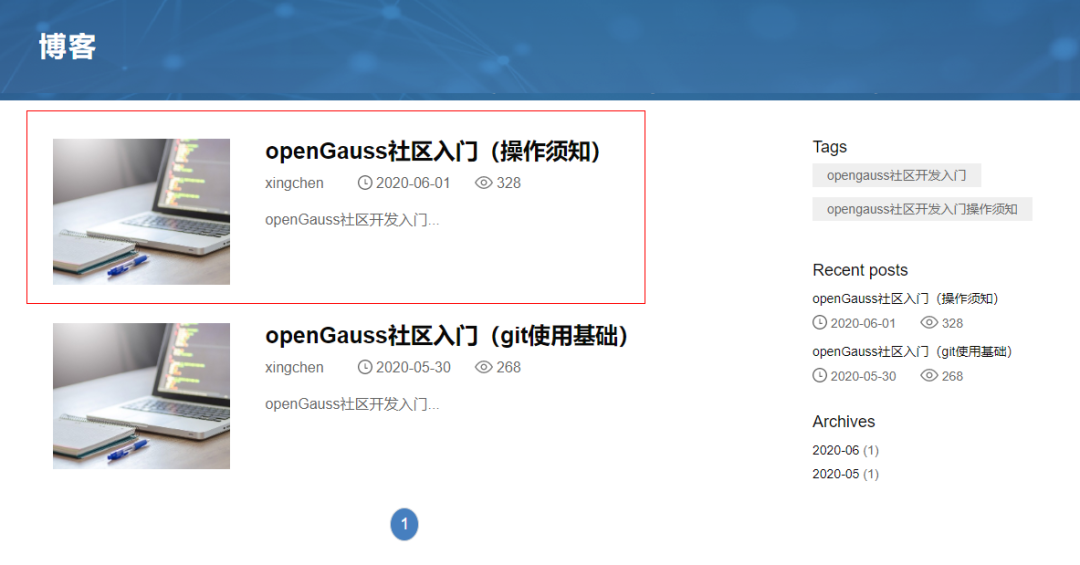 博客
openGauss社区入门（操作须知）
xingchen 2020-06-01 328
openGauss社区开发入门...
openGauss社区入门（git使用基础）
xingchen 2020-05-30 268
openGauss社区开发入门...
1
Tags
opengauss社区开发入门
opengauss社区开发入门操作须知
Recent posts
openGauss社区入门（操作须知）
2020-06-01 328
openGauss社区入门（git使用基础）
2020-05-30 268
Archives
2020-06 (1)
2020-05 (1)